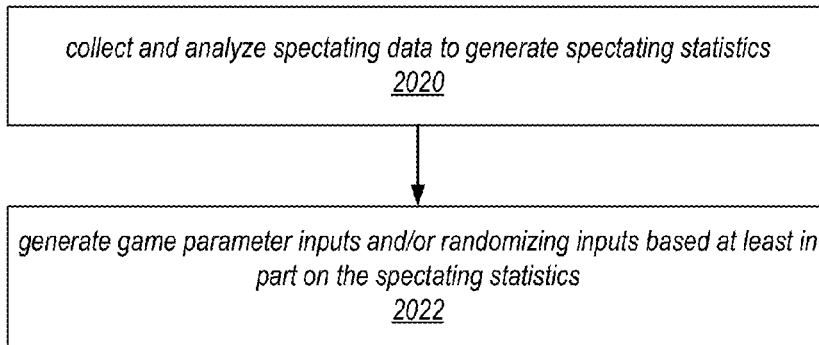 collect and analyze spectating data to generate spectating statistics
2020
generate game parameter inputs and/or randomizing inputs based at least in
part on the spectating statistics
2022